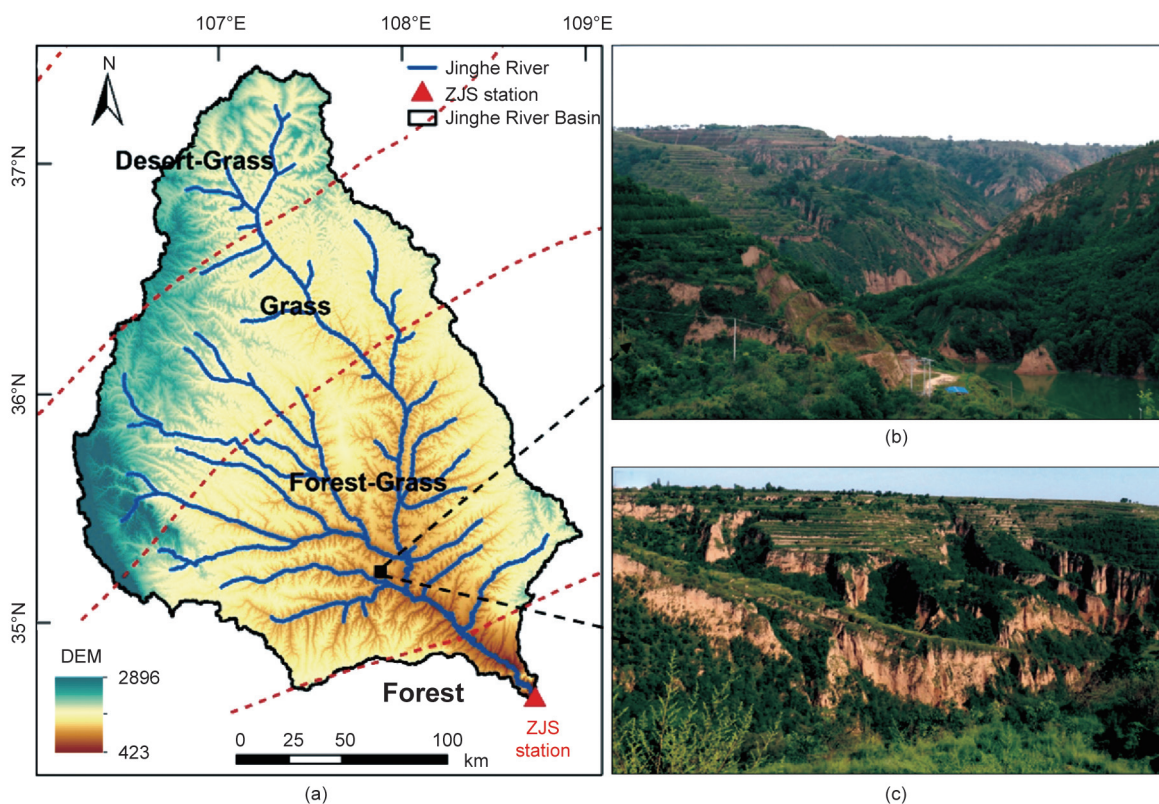 107°E
108°E
109°E
N
Jinghe River
ZJS station
Jinghe River Basin
37°N
Desert-Grass
Grass
36°N
Forest-Grass
35°N
DEM
2896
423
Forest
ZJS
station
0 25 50 100
km
(a)
(b)
(c)